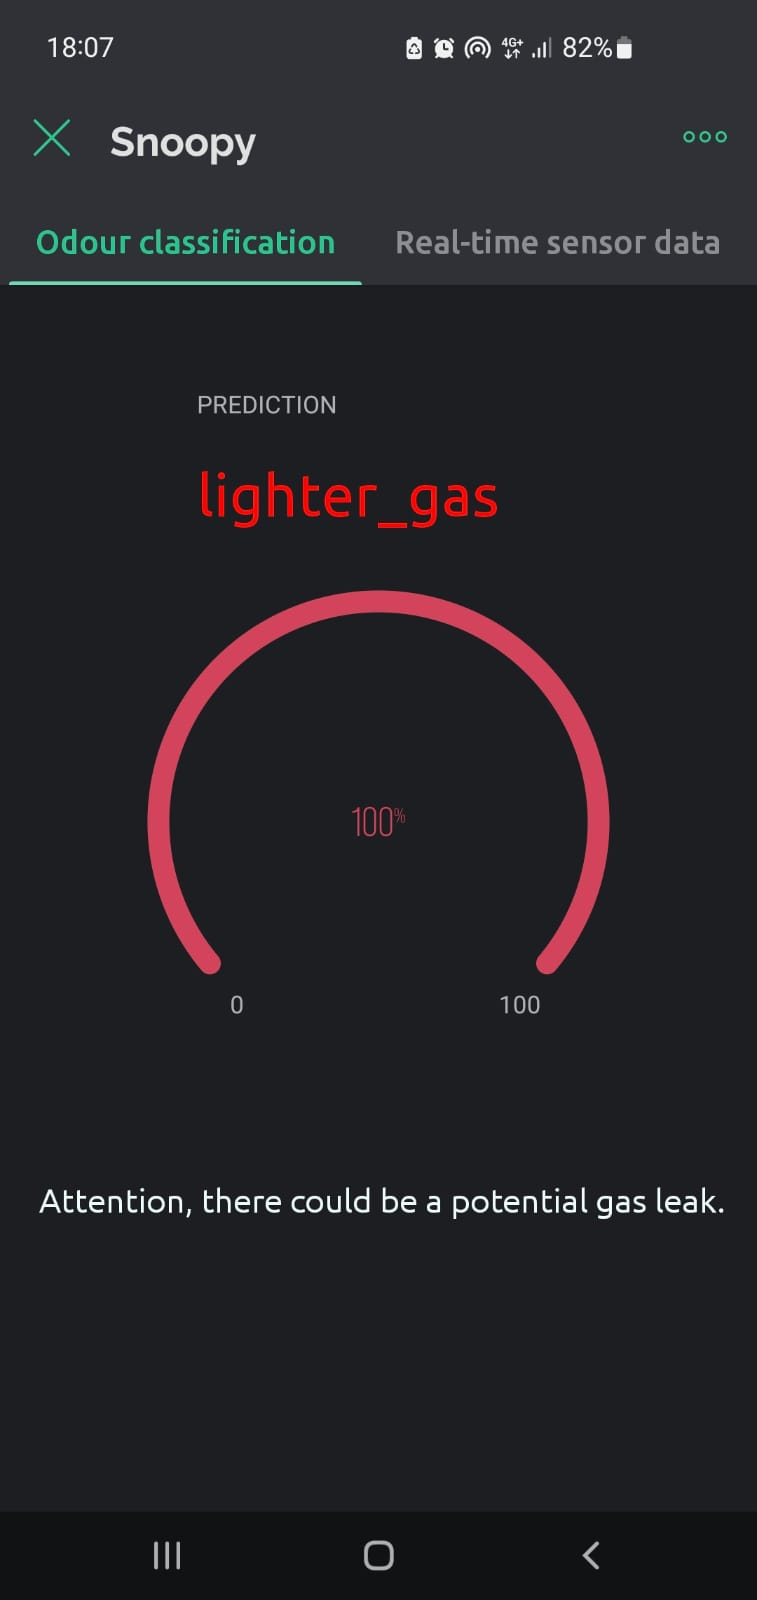 18:07 4G+ 82%
Snoopy
Odour classification Real-time sensor data
PREDICTION
lighter_gas
100%
0 100
Attention, there could be a potential gas leak.